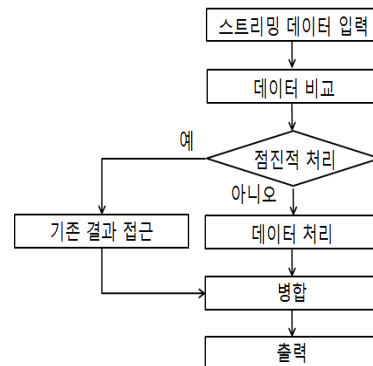 스트리밍 데이터 입력
데이터 비교
예
점진적 처리
아니오
기존 결과 접근
데이터 처리
병합
출력